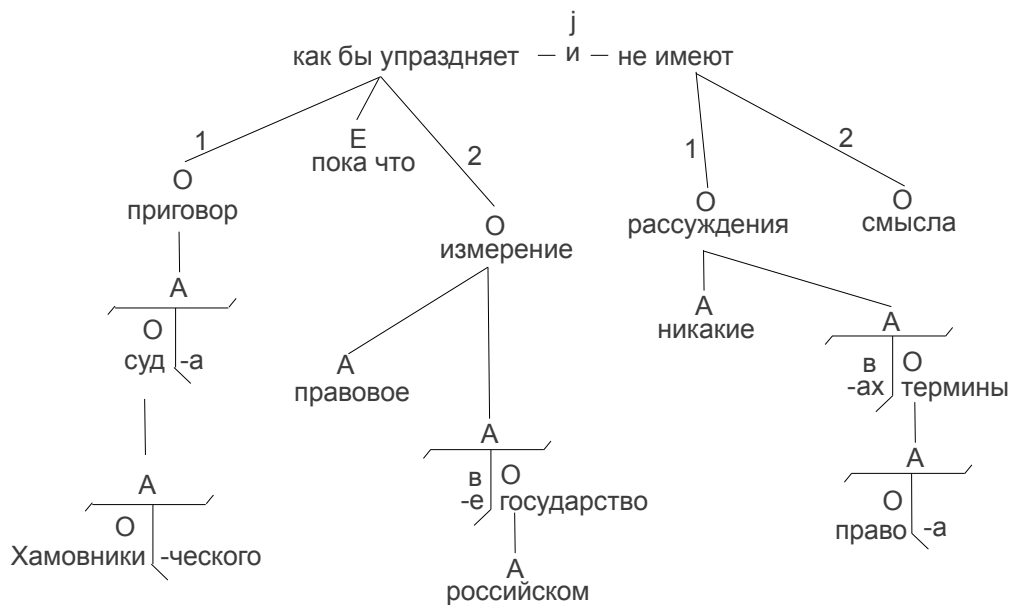 j
как бы упраздняет — и — не имеют
1
Е
пока что
2
1
2
О
приговор
О
измерение
О
рассуждения
О
смысла
А
О
суд -а
А
правовое
А
никакие
А
в О
-ах термины
А
О
Хамовники -ческого
А
в О
-е государство
А
О
право -а
А
российском